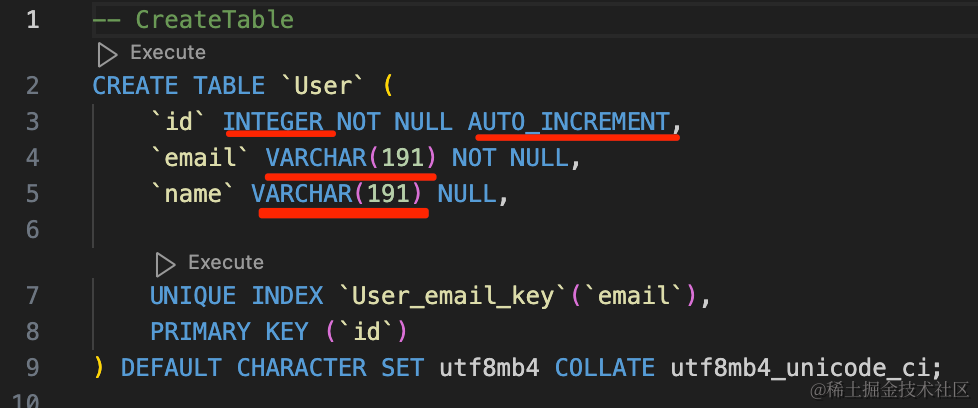 1 -- CreateTable
Execute
2 CREATE TABLE `User` (
3 `id` INTEGER NOT NULL AUTO_INCREMENT,
4 `email` VARCHAR(191) NOT NULL,
5 `name` VARCHAR(191) NULL,
6
Execute
7 UNIQUE INDEX `User_email_key`(`email`),
8 PRIMARY KEY (`id`)
9 ) DEFAULT CHARACTER SET utf8mb4 COLLATE utf8mb4_unicode_ci;
10
@稀土掘金技术社区